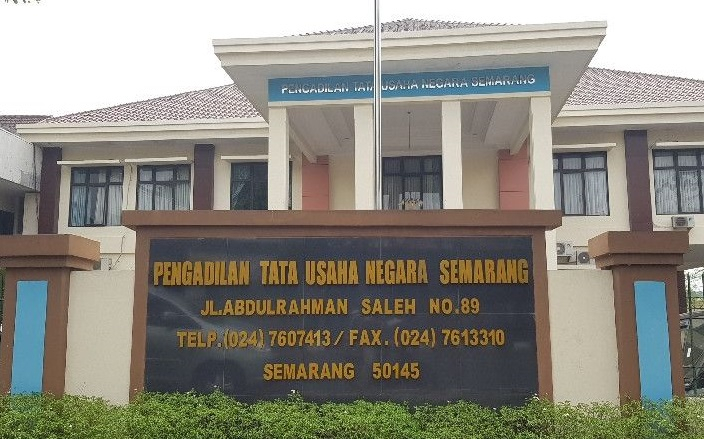 PENGADILAN TATA USAHA NEGARA SEMARANG
PENGADILAN TATA USAHA NEGARA SEMARANG
JL.ABDULRAHMAN SALEH NO.89
TELP.(024) 7607413/ FAX. (024) 7613310
SEMARANG 50145